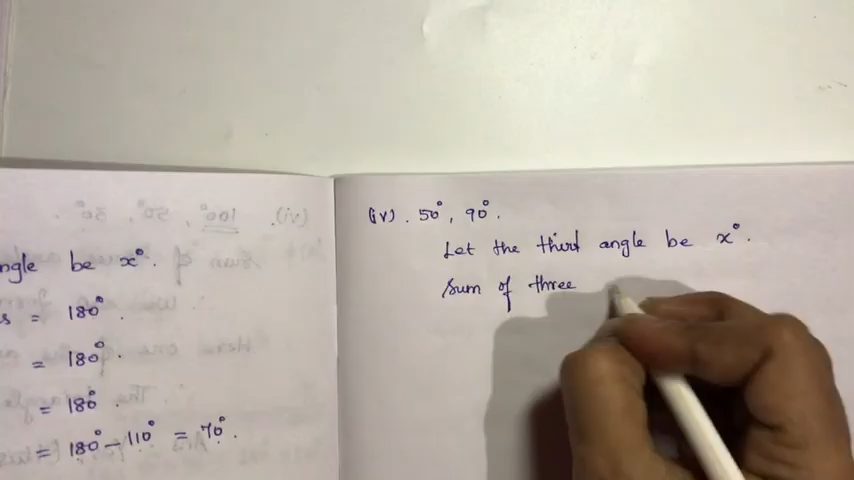 ngle be x°.
s = 180°.
= 180°.
= 180°.
= 180° - 110° = 70°.
(iv). 50°, 90°.
Let the third angle be x°.
Sum of three